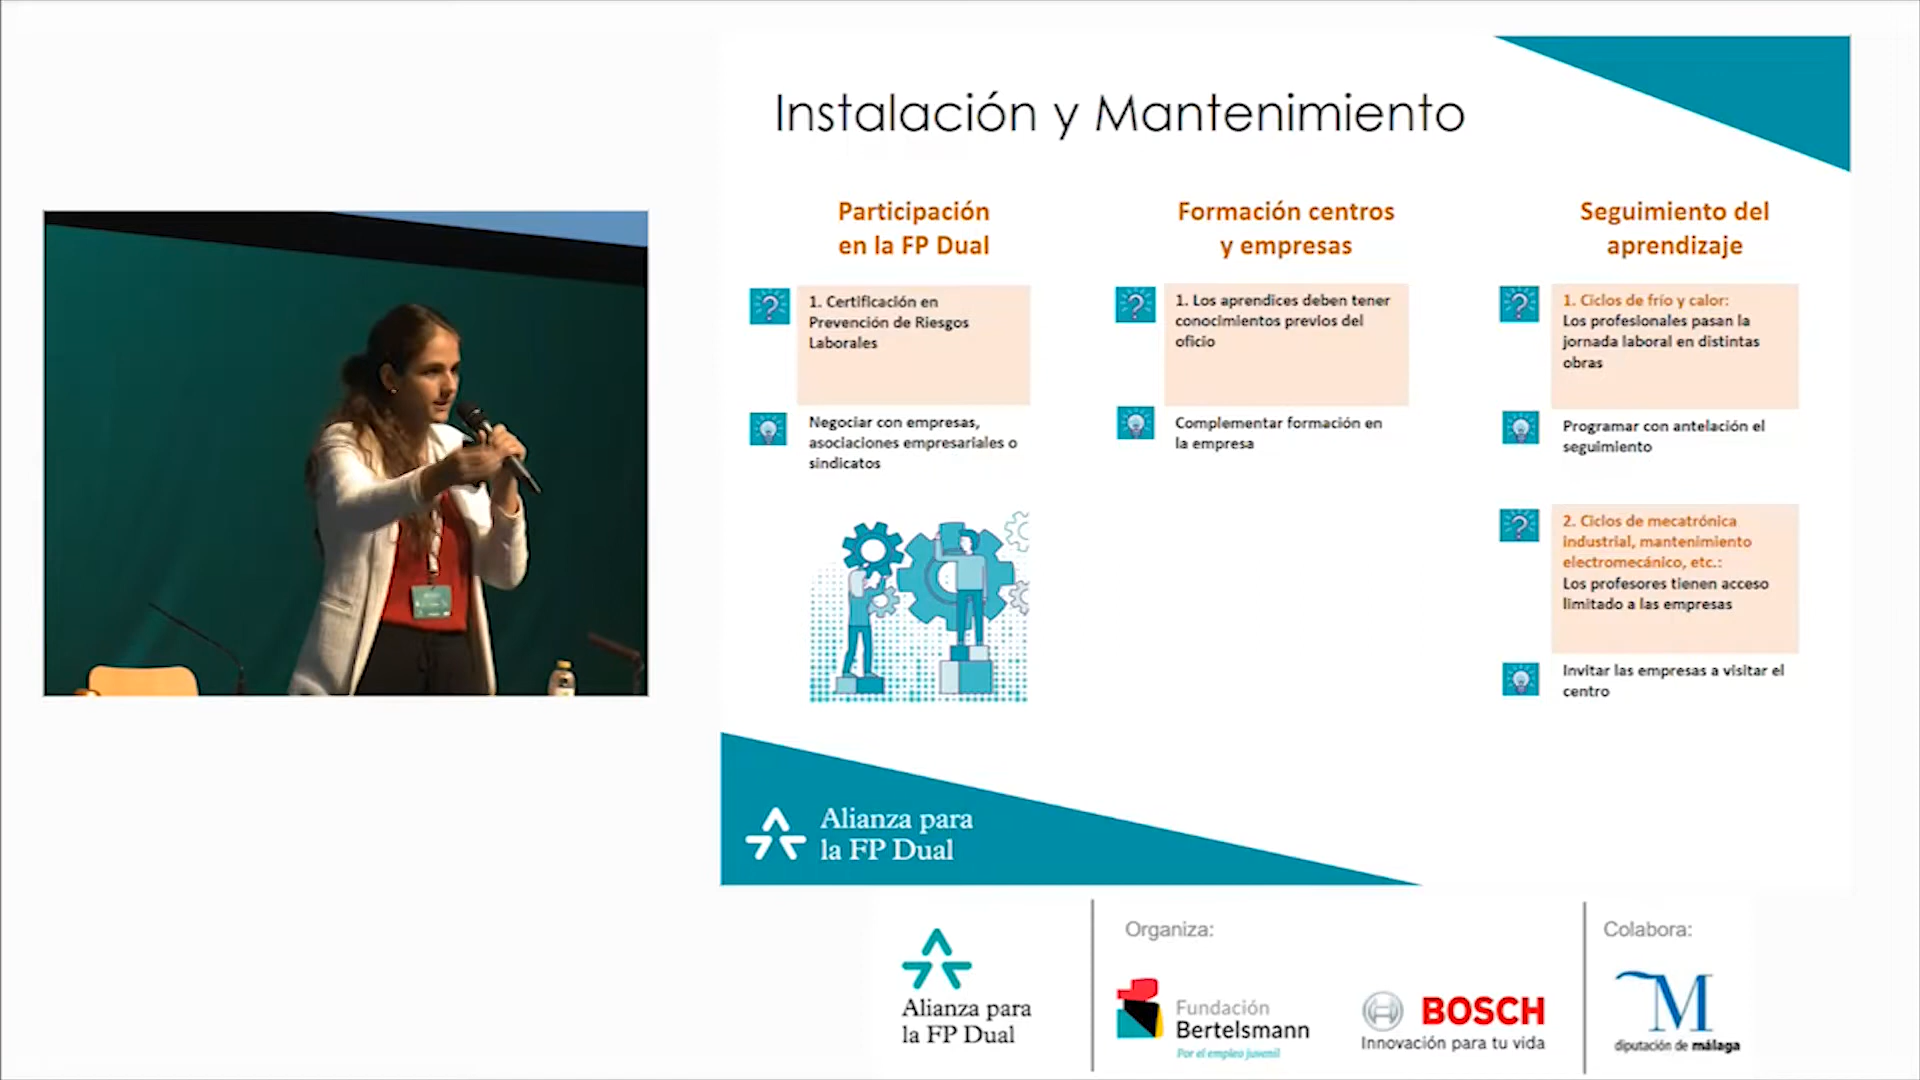 Instalación y Mantenimiento
Participación
en la FP Dual
1. Certificación en
Prevención de Riesgos
Laborales
Negociar con empresas,
asociaciones empresariales o
sindicatos
Formación centros
y empresas
1. Los aprendices deben tener
conocimientos previos del
oficio
Complementar formación en
la empresa
Seguimiento del
aprendizaje
1. Ciclos de frío y calor:
Los profesionales pasan la
jornada laboral en distintas
obras
Programar con antelación el
seguimiento
2. Ciclos de mecatrónica
industrial, mantenimiento
electromecánico, etc.:
Los profesores tienen acceso
limitado a las empresas
Invitar las empresas a visitar el
centro
Alianza para
la FP Dual
Alianza para
la FP Dual
Organiza:
Fundación
Bertelsmann
Por el empleo juvenil
BOSCH
Innovación para tu vida
Colabora:
M
diputación de málaga